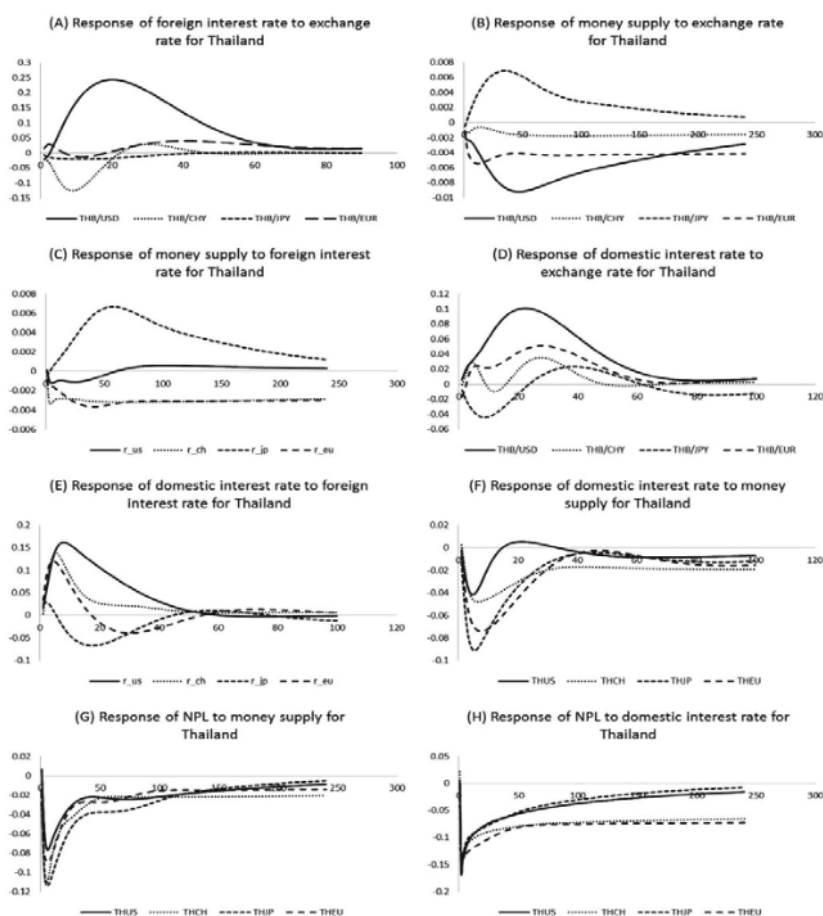 (A) Response of foreign interest rate to exchange
rate for Thailand
0.3
0.25
0.2
0.15
0.1
0.05
0
-0.05
-0.1
-0.15
0 20 40 60 80 100
THB/USD THB/CHY THB/JPY THB/EUR
(B) Response of money supply to exchange rate
for Thailand
0.008
0.006
0.004
0.002
0
-0.002
-0.004
-0.006
-0.008
-0.01
0 50 100 150 200 250 300
THB/USD THB/CHY THB/JPY THB/EUR
(C) Response of money supply to foreign interest
rate for Thailand
0.008
0.006
0.004
0.002
0
-0.002
-0.004
-0.006
0 50 100 150 200 250 300
r_us r_ch r_jp r_eu
(D) Response of domestic interest rate to
exchange rate for Thailand
0.12
0.1
0.08
0.06
0.04
0.02
0
-0.02
-0.04
-0.06
0 20 40 60 80 100 120
THB/USD THB/CHY THB/JPY THB/EUR
(E) Response of domestic interest rate to foreign
interest rate for Thailand
0.2
0.15
0.1
0.05
0
-0.05
-0.1
0 20 40 60 80 100 120
r_us r_ch r_jp r_eu
(F) Response of domestic interest rate to money
supply for Thailand
0.02
0
-0.02
-0.04
-0.06
-0.08
-0.1
0 20 40 60 80 100 120
THUS THCH THJP THEU
(G) Response of NPL to money supply for
Thailand
0.02
0
-0.02
-0.04
-0.06
-0.08
-0.1
-0.12
0 50 100 150 200 250 300
THUS THCH THJP THEU
(H) Response of NPL to domestic interest rate for
Thailand
0.05
0
-0.05
-0.1
-0.15
-0.2
0 50 100 150 200 250 300
THUS THCH THJP THEU